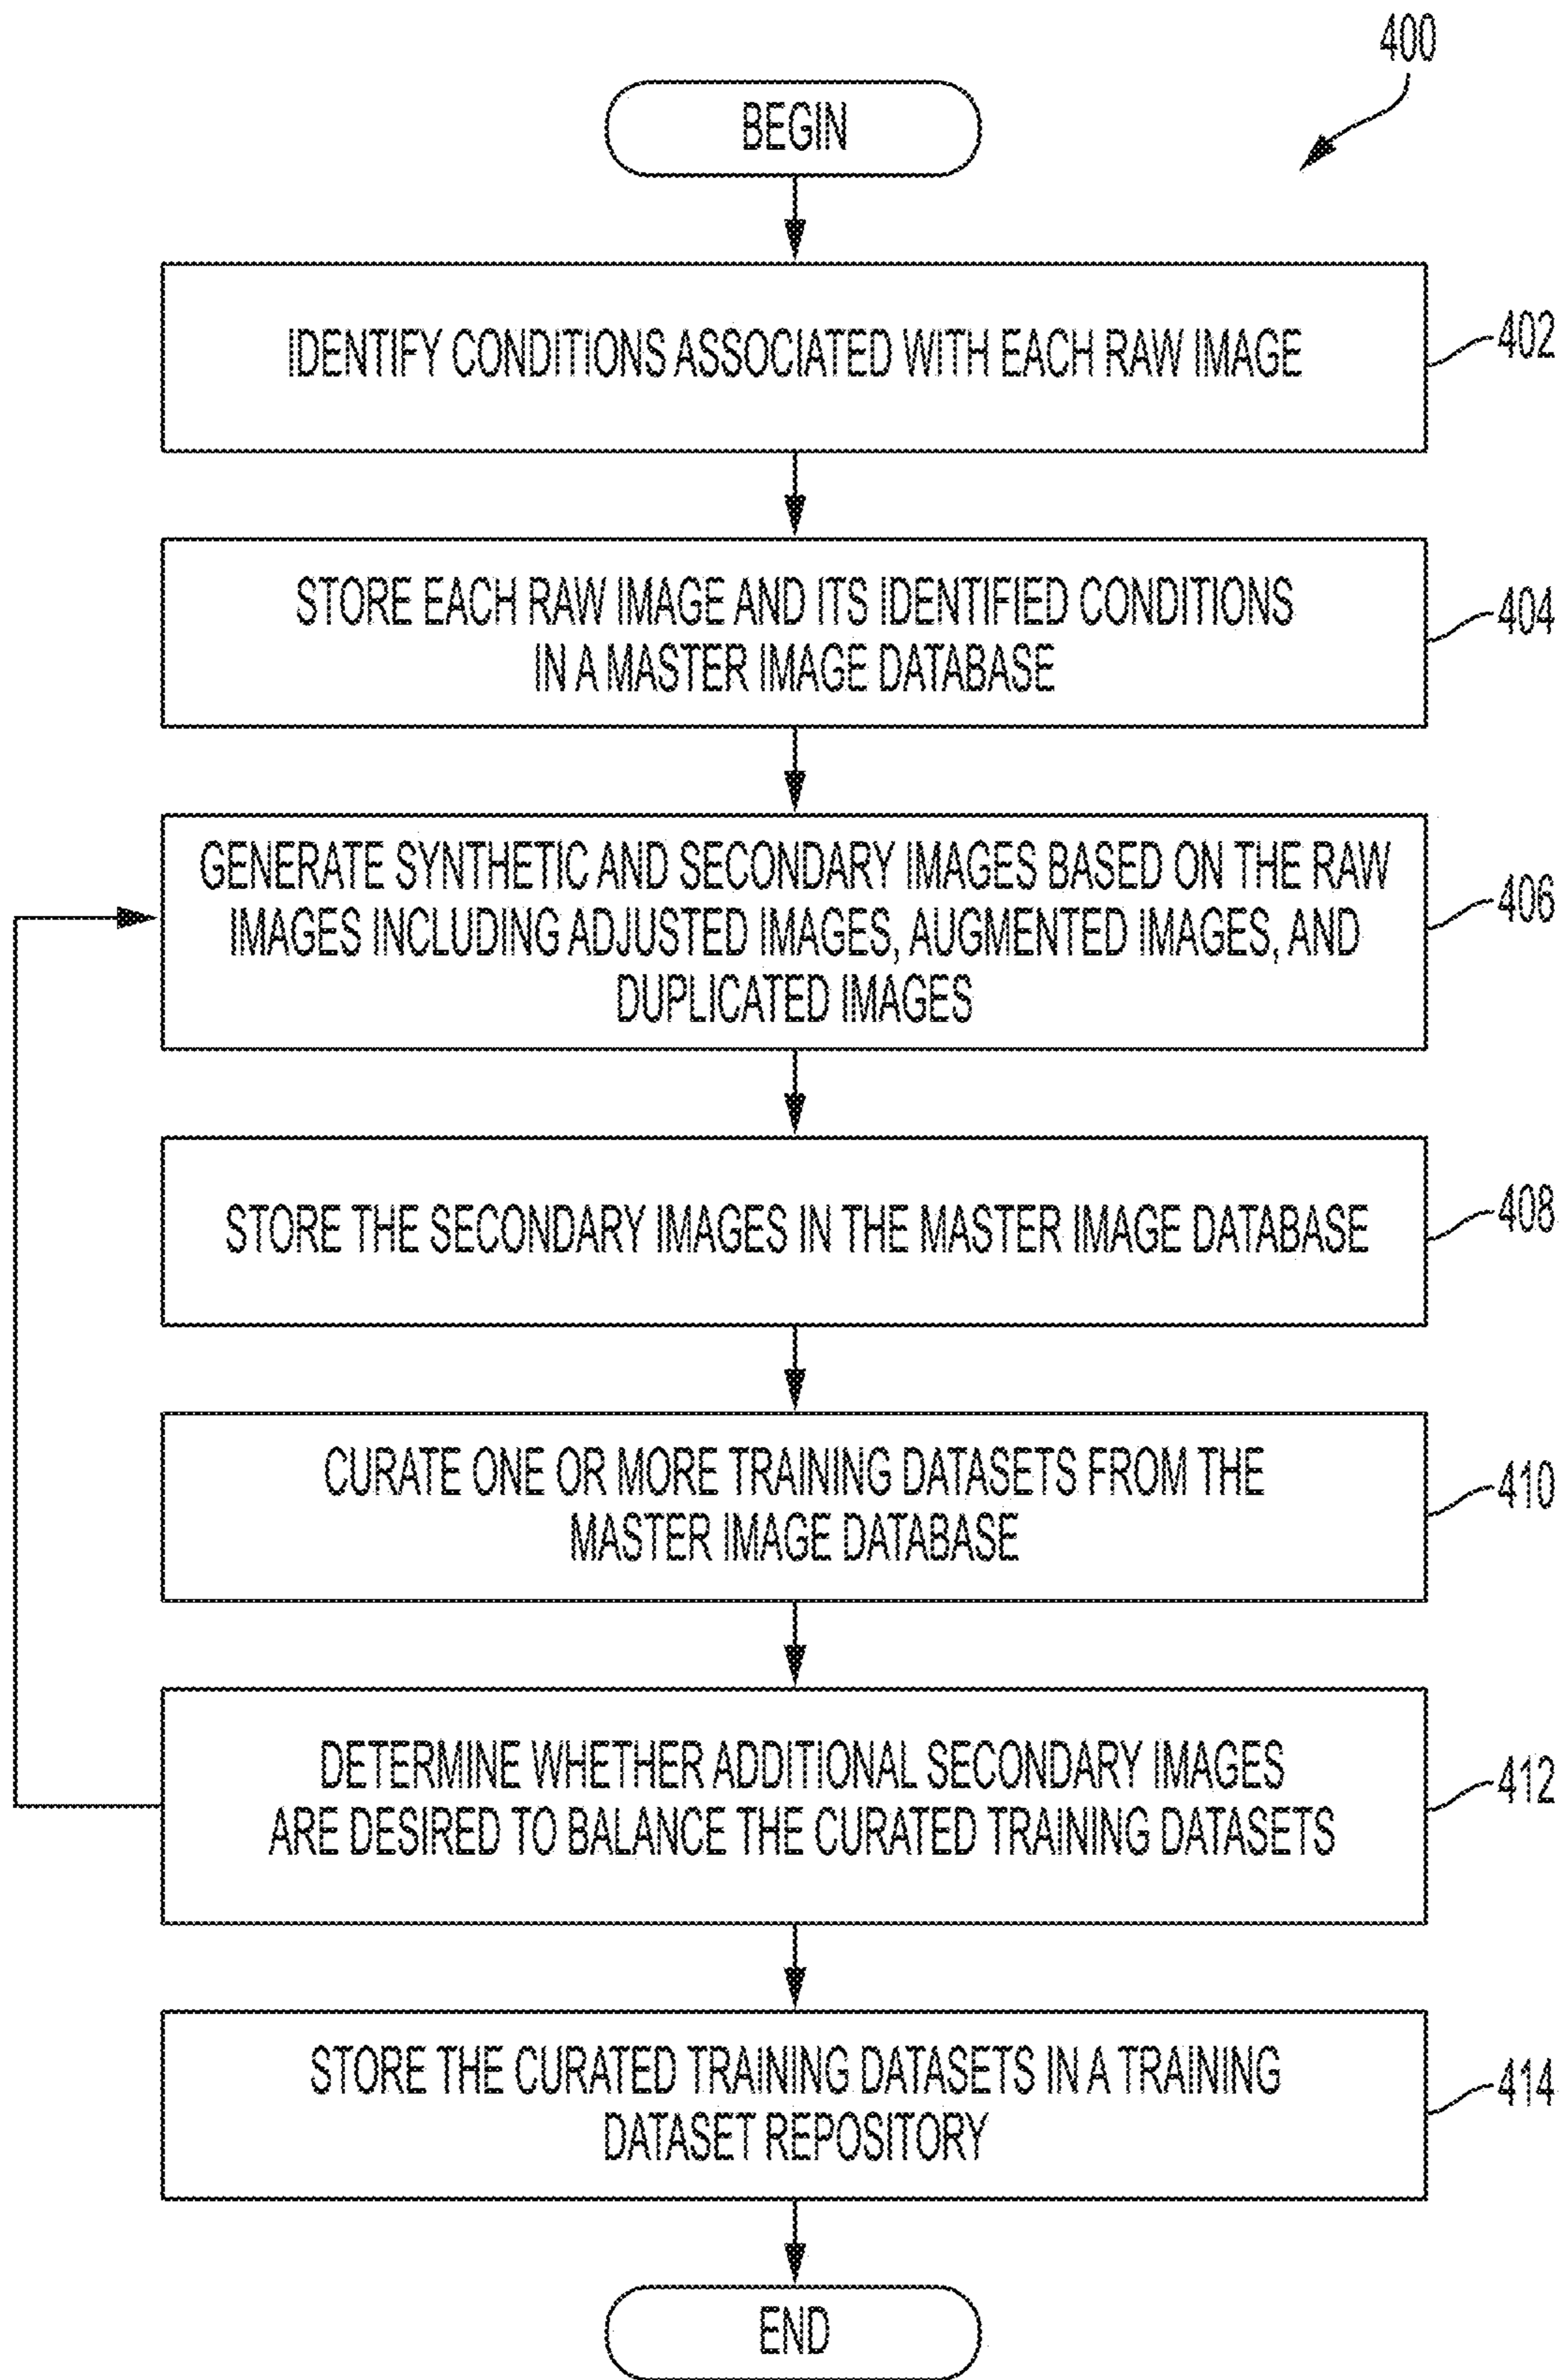 400
BEGIN
IDENTIFY CONDITIONS ASSOCIATED WITH EACH RAW IMAGE
402
STORE EACH RAW IMAGE AND ITS IDENTIFIED CONDITIONS
IN A MASTER IMAGE DATABASE
404
GENERATE SYNTHETIC AND SECONDARY IMAGES BASED ON THE RAW
IMAGES INCLUDING ADJUSTED IMAGES, AUGMENTED IMAGES, AND
DUPLICATED IMAGES
406
STORE THE SECONDARY IMAGES IN THE MASTER IMAGE DATABASE
408
CURATE ONE OR MORE TRAINING DATASETS FROM THE
MASTER IMAGE DATABASE
410
DETERMINE WHETHER ADDITIONAL SECONDARY IMAGES
ARE DESIRED TO BALANCE THE CURATED TRAINING DATASETS
412
STORE THE CURATED TRAINING DATASETS IN A TRAINING
DATASET REPOSITORY
414
END